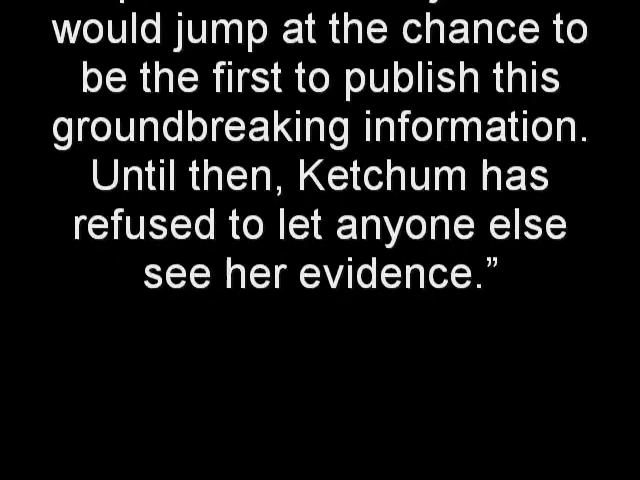 would jump at the chance to
be the first to publish this
groundbreaking information.
Until then, Ketchum has
refused to let anyone else
see her evidence.”